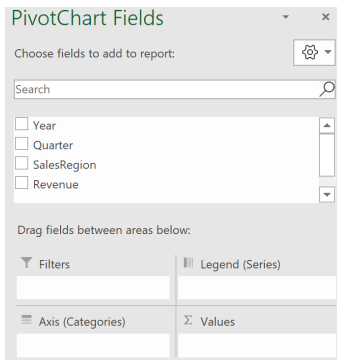 PivotChart Fields
Choose fields to add to report:
Search
Year
Quarter
SalesRegion
Revenue
Drag fields between areas below:
Filters
Legend (Series)
Axis (Categories)
Σ Values